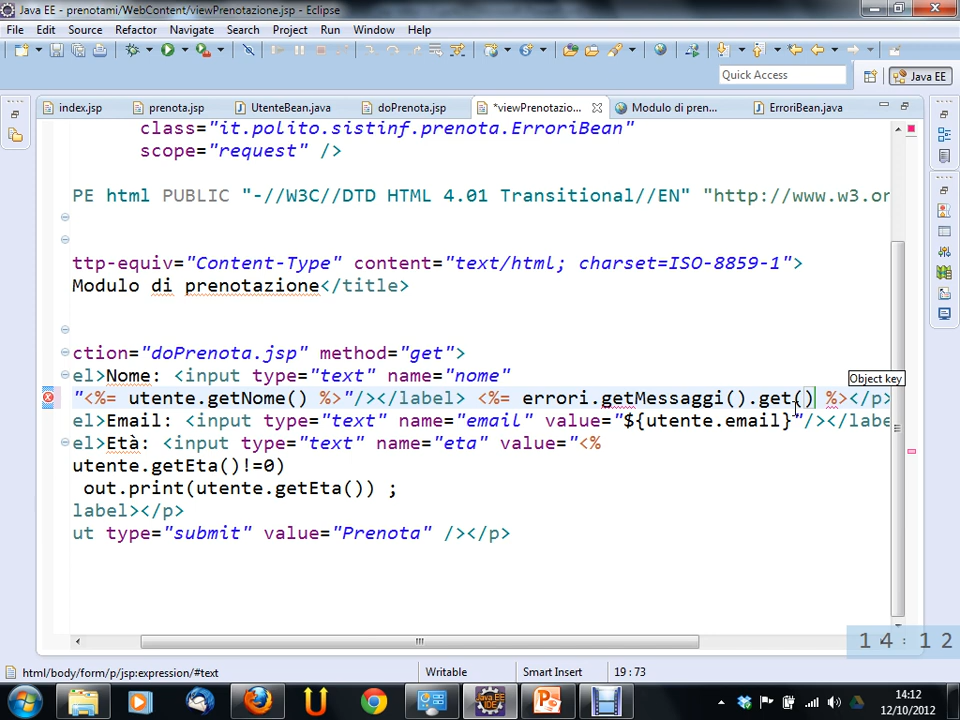 Java EE - prenotami/WebContent/viewPrenotazione.jsp - Eclipse
File Edit Source Refactor Navigate Search Project Run Window Help
Quick Access
Java EE
index.jsp prenota.jsp UtenteBean.java doPrenota.jsp *viewPrenotazio... Modulo di pren... ErroriBean.java
class="it.polito.sistinf.prenota.ErroriBean"
scope="request" />
PE html PUBLIC "-//W3C//DTD HTML 4.01 Transitional//EN" "http://www.w3.or
ttp-equiv="Content-Type" content="text/html; charset=ISO-8859-1">
Modulo di prenotazione</title>
ction="doPrenota.jsp" method="get">
el>Nome: <input type="text" name="nome"
Object key
"<%= utente.getNome() %>"/></label> <%= errori.getMessaggi().get() %></p>
el>Email: <input type="text" name="email" value="${utente.email}"/></labe
el>Età: <input type="text" name="eta" value="<%
utente.getEta()!=0)
out.print(utente.getEta()) ;
label></p>
ut type="submit" value="Prenota" /></p>
14:12
html/body/form/p/jsp:expression/#text Writable Smart Insert 19 : 73
14:12
12/10/2012